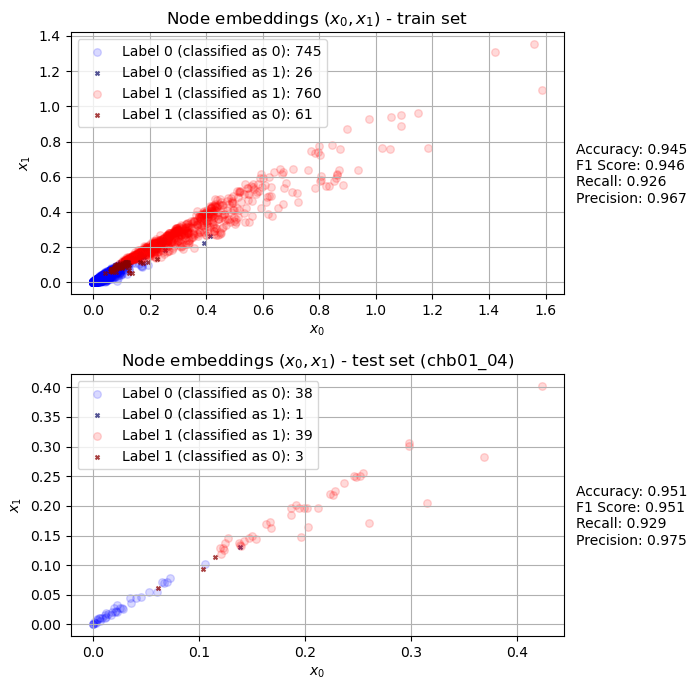 Node embeddings (x₀, x₁) - train set
Label 0 (classified as 0): 745
Label 0 (classified as 1): 26
Label 1 (classified as 1): 760
Label 1 (classified as 0): 61
1.4
1.2
1.0
0.8
0.6
0.4
0.2
0.0
x₁
0.0 0.2 0.4 0.6 0.8 1.0 1.2 1.4 1.6
x₀
Accuracy: 0.945
F1 Score: 0.946
Recall: 0.926
Precision: 0.967
Node embeddings (x₀, x₁) - test set (chb01_04)
Label 0 (classified as 0): 38
Label 0 (classified as 1): 1
Label 1 (classified as 1): 39
Label 1 (classified as 0): 3
0.40
0.35
0.30
0.25
0.20
0.15
0.10
0.05
0.00
x₁
0.0 0.1 0.2 0.3 0.4
x₀
Accuracy: 0.951
F1 Score: 0.951
Recall: 0.929
Precision: 0.975